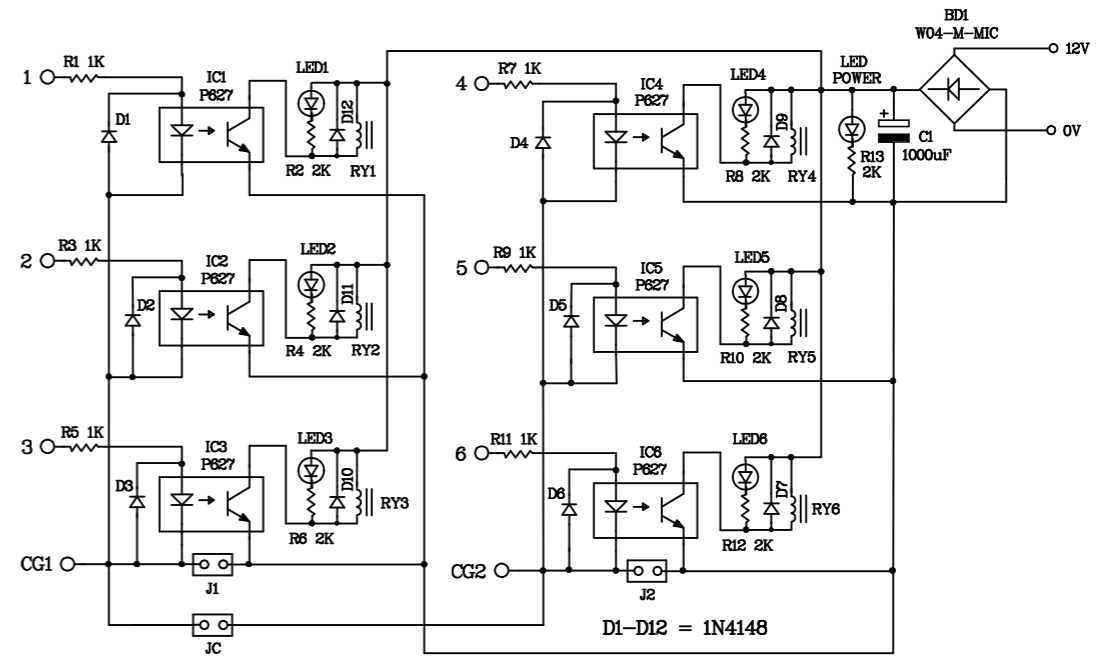 BD1
W04-M-MIC
12V
0V
LED
POWER
+
C1
1000uF
R13
2K
1
R1 1K
D1
IC1
P627
LED1
D12
R2 2K
RY1
4
R7 1K
D4
IC4
P627
LED4
D9
R8 2K
RY4
2
R3 1K
D2
IC2
P627
LED2
D11
R4 2K
RY2
5
R9 1K
D5
IC5
P627
LED5
D8
R10 2K
RY5
3
R5 1K
D3
IC3
P627
LED3
D10
R6 2K
RY3
6
R11 1K
D6
IC6
P627
LED6
D7
R12 2K
RY6
CG1
J1
CG2
J2
JC
D1-D12 = 1N4148